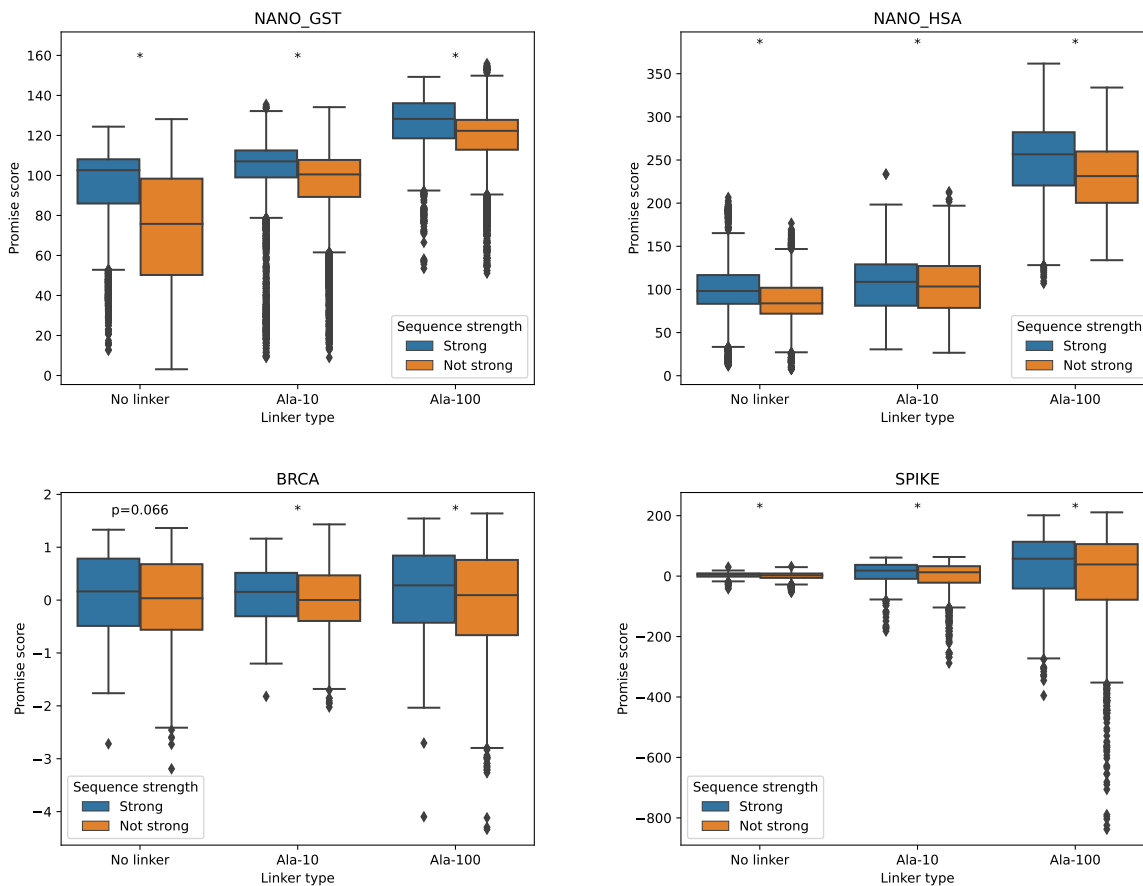 NANO_GST
Promise score
160
140
120
100
80
60
40
20
0
* * *
Sequence strength
Strong
Not strong
No linker Ala-10 Ala-100
Linker type
NANO_HSA
Promise score
350
300
250
200
150
100
50
0
* * *
Sequence strength
Strong
Not strong
No linker Ala-10 Ala-100
Linker type
BRCA
Promise score
2
1
0
−1
−2
−3
−4
p=0.066 * *
Sequence strength
Strong
Not strong
No linker Ala-10 Ala-100
Linker type
SPIKE
Promise score
200
0
−200
−400
−600
−800
* * *
Sequence strength
Strong
Not strong
No linker Ala-10 Ala-100
Linker type